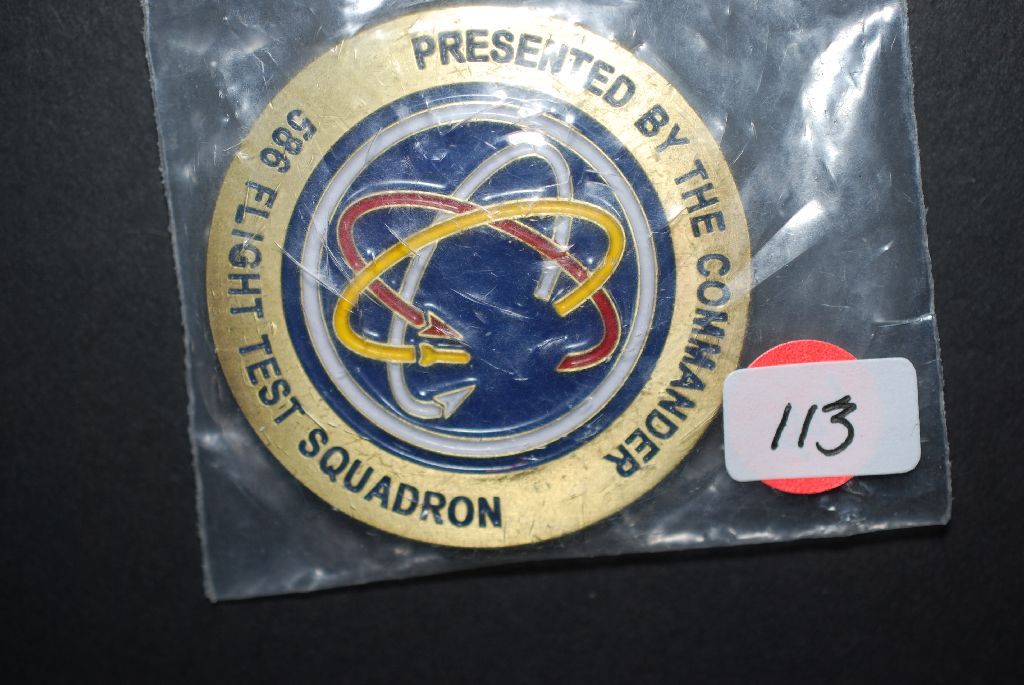 PRESENTED BY THE COMMANDER
586 FLIGHT TEST SQUADRON
113